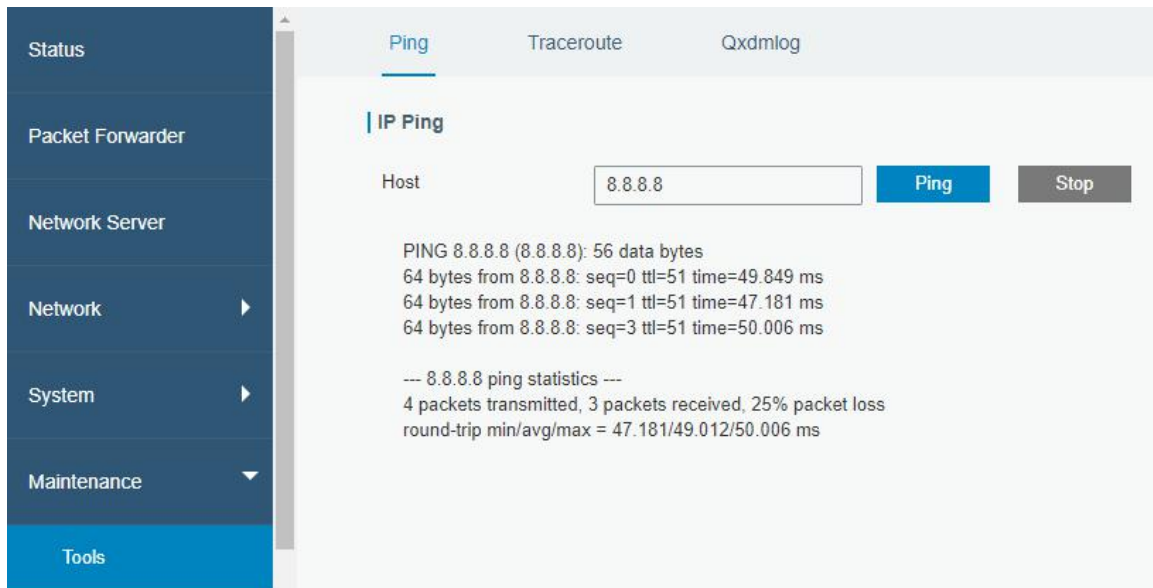 Status
Packet Forwarder
Network Server
Network
System
Maintenance
Tools
Ping Traceroute Qxdmlog
IP Ping
Host 8.8.8.8 Ping Stop
PING 8.8.8.8 (8.8.8.8): 56 data bytes
64 bytes from 8.8.8.8: seq=0 ttl=51 time=49.849 ms
64 bytes from 8.8.8.8: seq=1 ttl=51 time=47.181 ms
64 bytes from 8.8.8.8: seq=3 ttl=51 time=50.006 ms
--- 8.8.8.8 ping statistics ---
4 packets transmitted, 3 packets received, 25% packet loss
round-trip min/avg/max = 47.181/49.012/50.006 ms